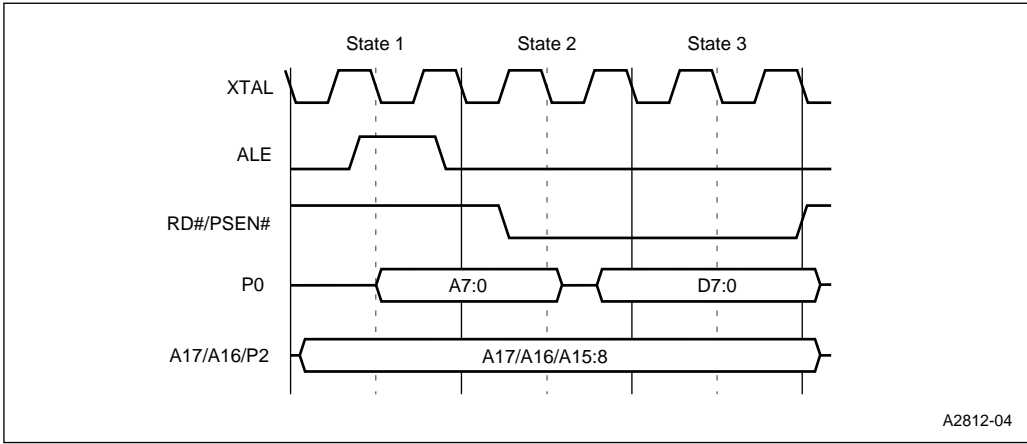 State 1 State 2 State 3
XTAL
ALE
RD#/PSEN#
P0 A7:0 D7:0
A17/A16/P2 A17/A16/A15:8
A2812-04